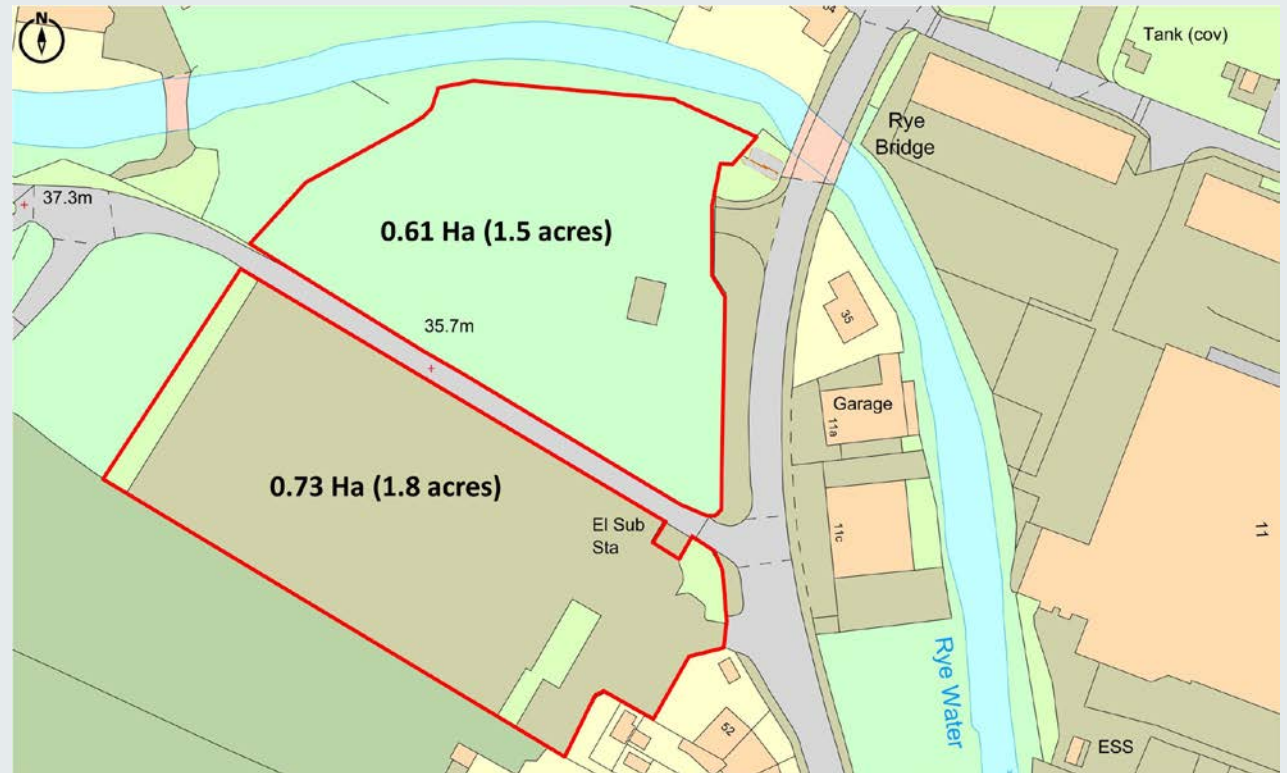 N
Tank (cov)
Rye
Bridge
37.3m
0.61 Ha (1.5 acres)
35
35.7m
Garage
11a
0.73 Ha (1.8 acres)
El Sub
Sta
11c
11
Rye Water
52
ESS